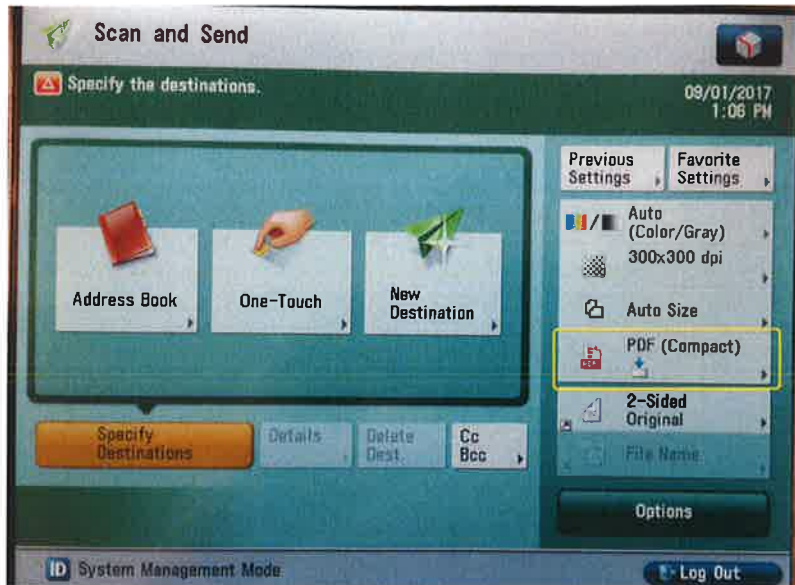 Scan and Send
Specify the destinations.
09/01/2017
1:06 PM
Previous
Settings
Favorite
Settings
Auto
(Color/Gray)
300x300 dpi
Auto Size
PDF (Compact)
2-Sided
Original
File Name
Options
Address Book
One-Touch
New
Destination
Specify
Destinations
Details
Delete
Dest.
Cc
Bcc
ID System Management Mode
Log Out